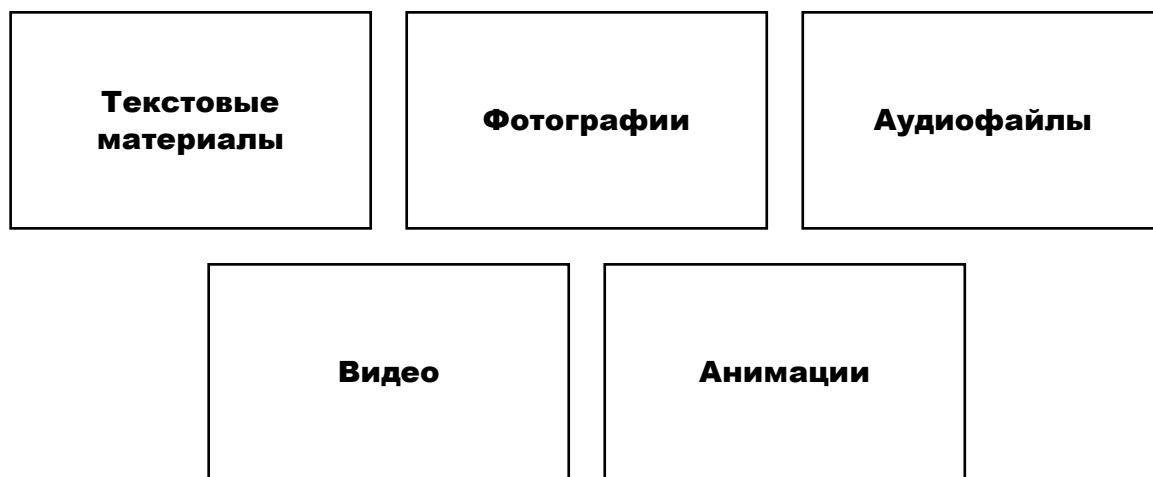 Текстовые
материалы
Фотографии
Аудиофайлы
Видео
Анимации